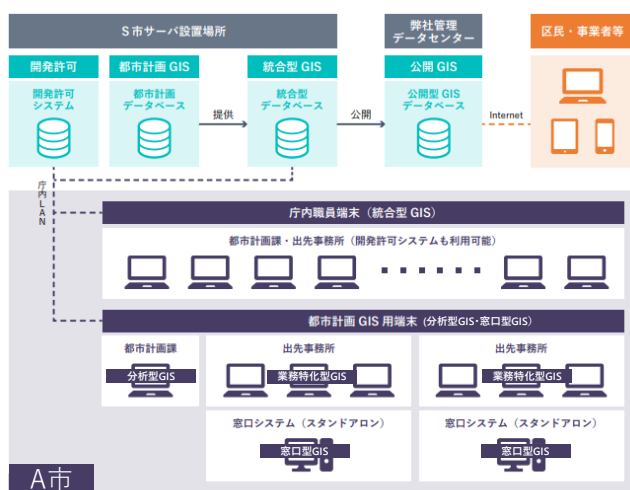 S市サーバ設置場所
弊社管理
データセンター
区民・事業者等
開発許可
都市計画 GIS
統合型 GIS
公開 GIS
開発許可
システム
都市計画
データベース
提供
統合型
データベース
公開
公開型 GIS
データベース
Internet
庁内LAN
庁内職員端末（統合型 GIS）
都市計画課・出先事務所（開発許可システムも利用可能）
都市計画 GIS 用端末（分析型GIS・窓口型GIS）
都市計画課
出先事務所
出先事務所
分析型GIS
業務特化型GIS
業務特化型GIS
窓口システム（スタンドアロン）
窓口システム（スタンドアロン）
窓口型GIS
窓口型GIS
A市